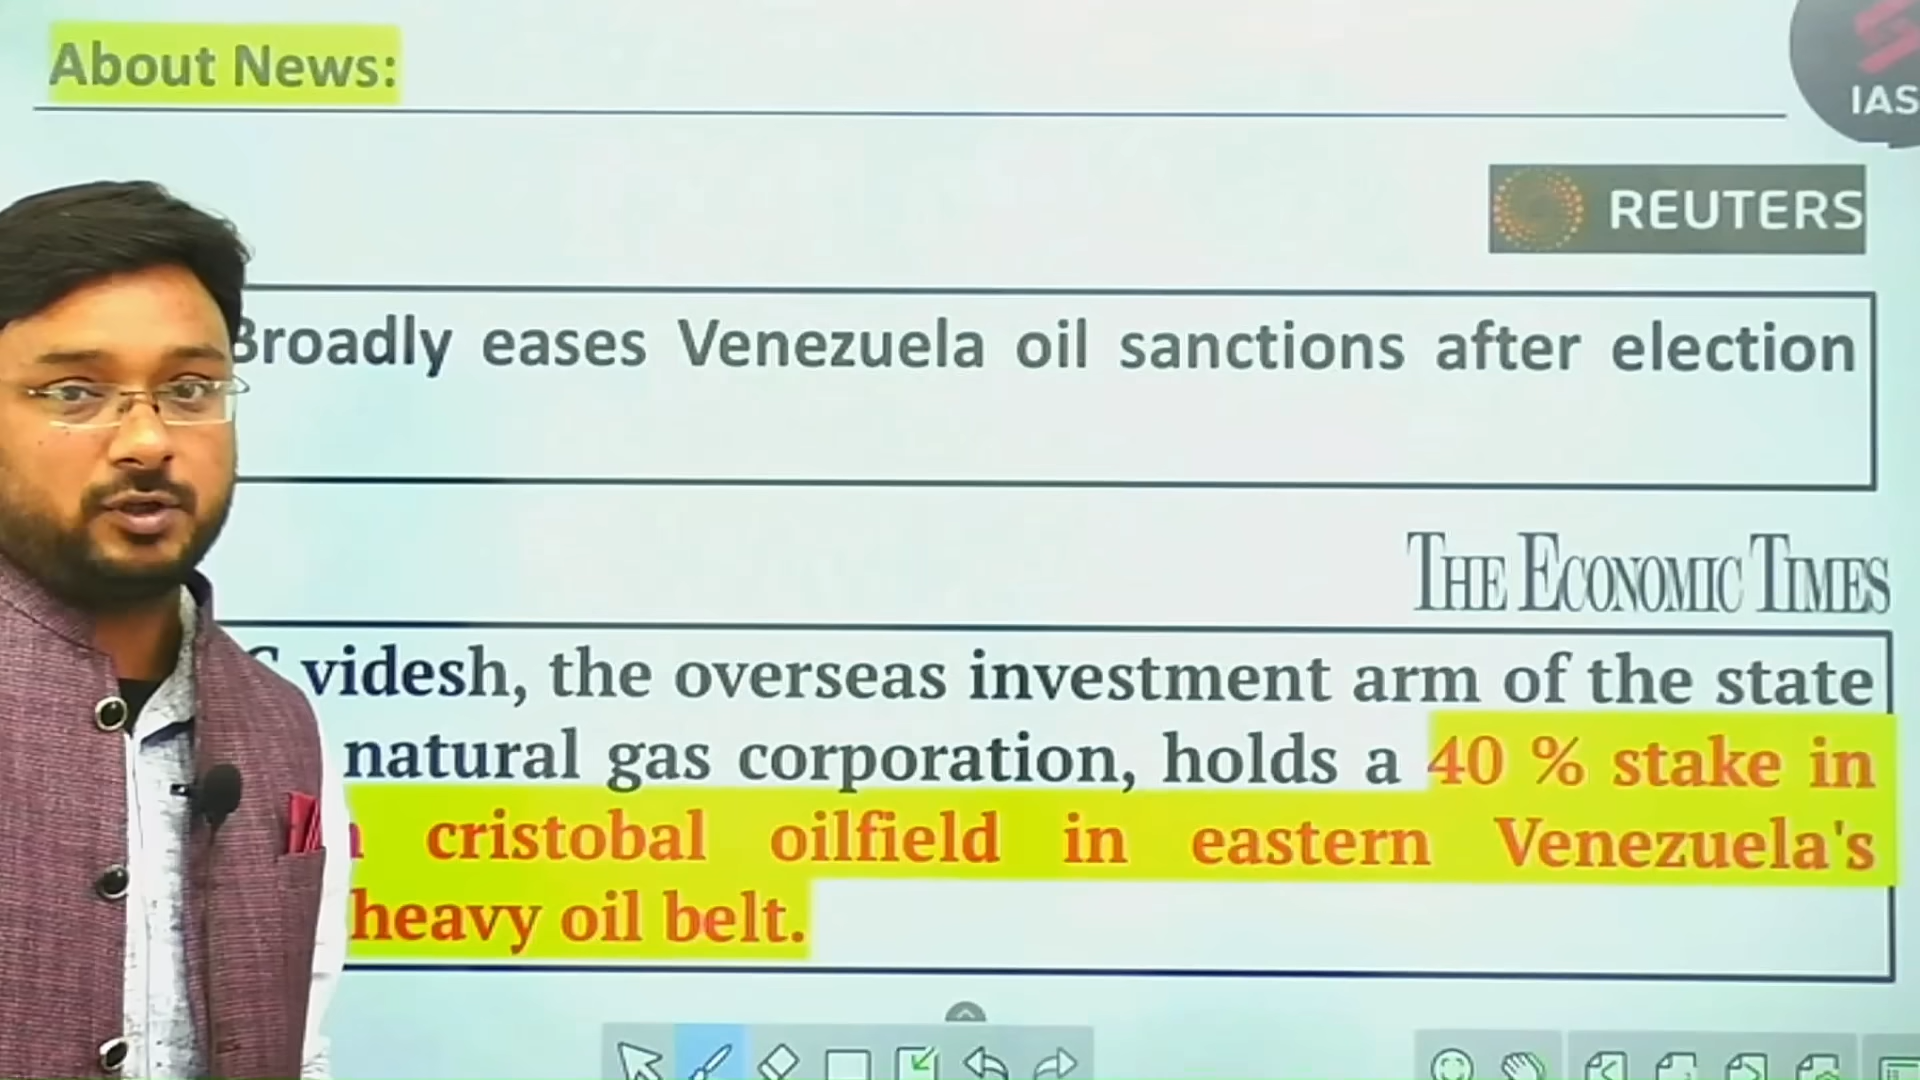 About News:
IAS
REUTERS
Broadly eases Venezuela oil sanctions after election
THE ECONOMIC TIMES
videsh, the overseas investment arm of the state
natural gas corporation, holds a 40 % stake in
cristobal oilfield in eastern Venezuela's
heavy oil belt.